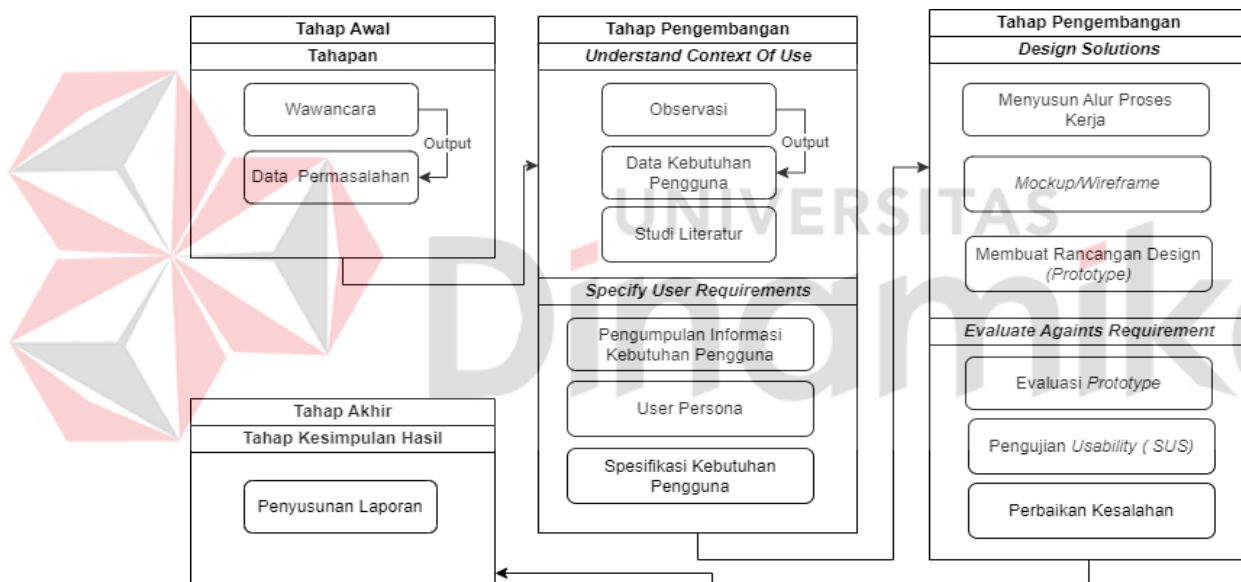 Tahap Awal
Tahapan
Wawancara
Output
Data Permasalahan
Tahap Pengembangan
Understand Context Of Use
Observasi
Output
Data Kebutuhan
Pengguna
Studi Literatur
Specify User Requirements
Pengumpulan Informasi
Kebutuhan Pengguna
User Persona
Spesifikasi Kebutuhan
Pengguna
Tahap Pengembangan
Design Solutions
Menyusun Alur Proses
Kerja
Mockup/Wireframe
Membuat Rancangan Design
(Prototype)
Evaluate Againts Requirement
Evaluasi Prototype
Pengujian Usability ( SUS)
Perbaikan Kesalahan
Tahap Akhir
Tahap Kesimpulan Hasil
Penyusunan Laporan
UNIVERSITAS
Dinamika